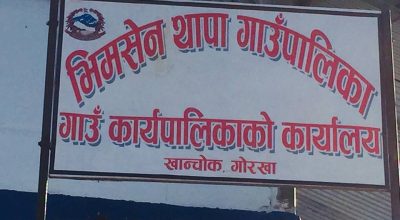 भिमसेन थापा गाउँपालिका
गाउँ कार्यपालिकाको कार्यालय
खान्चोक, गोरखा